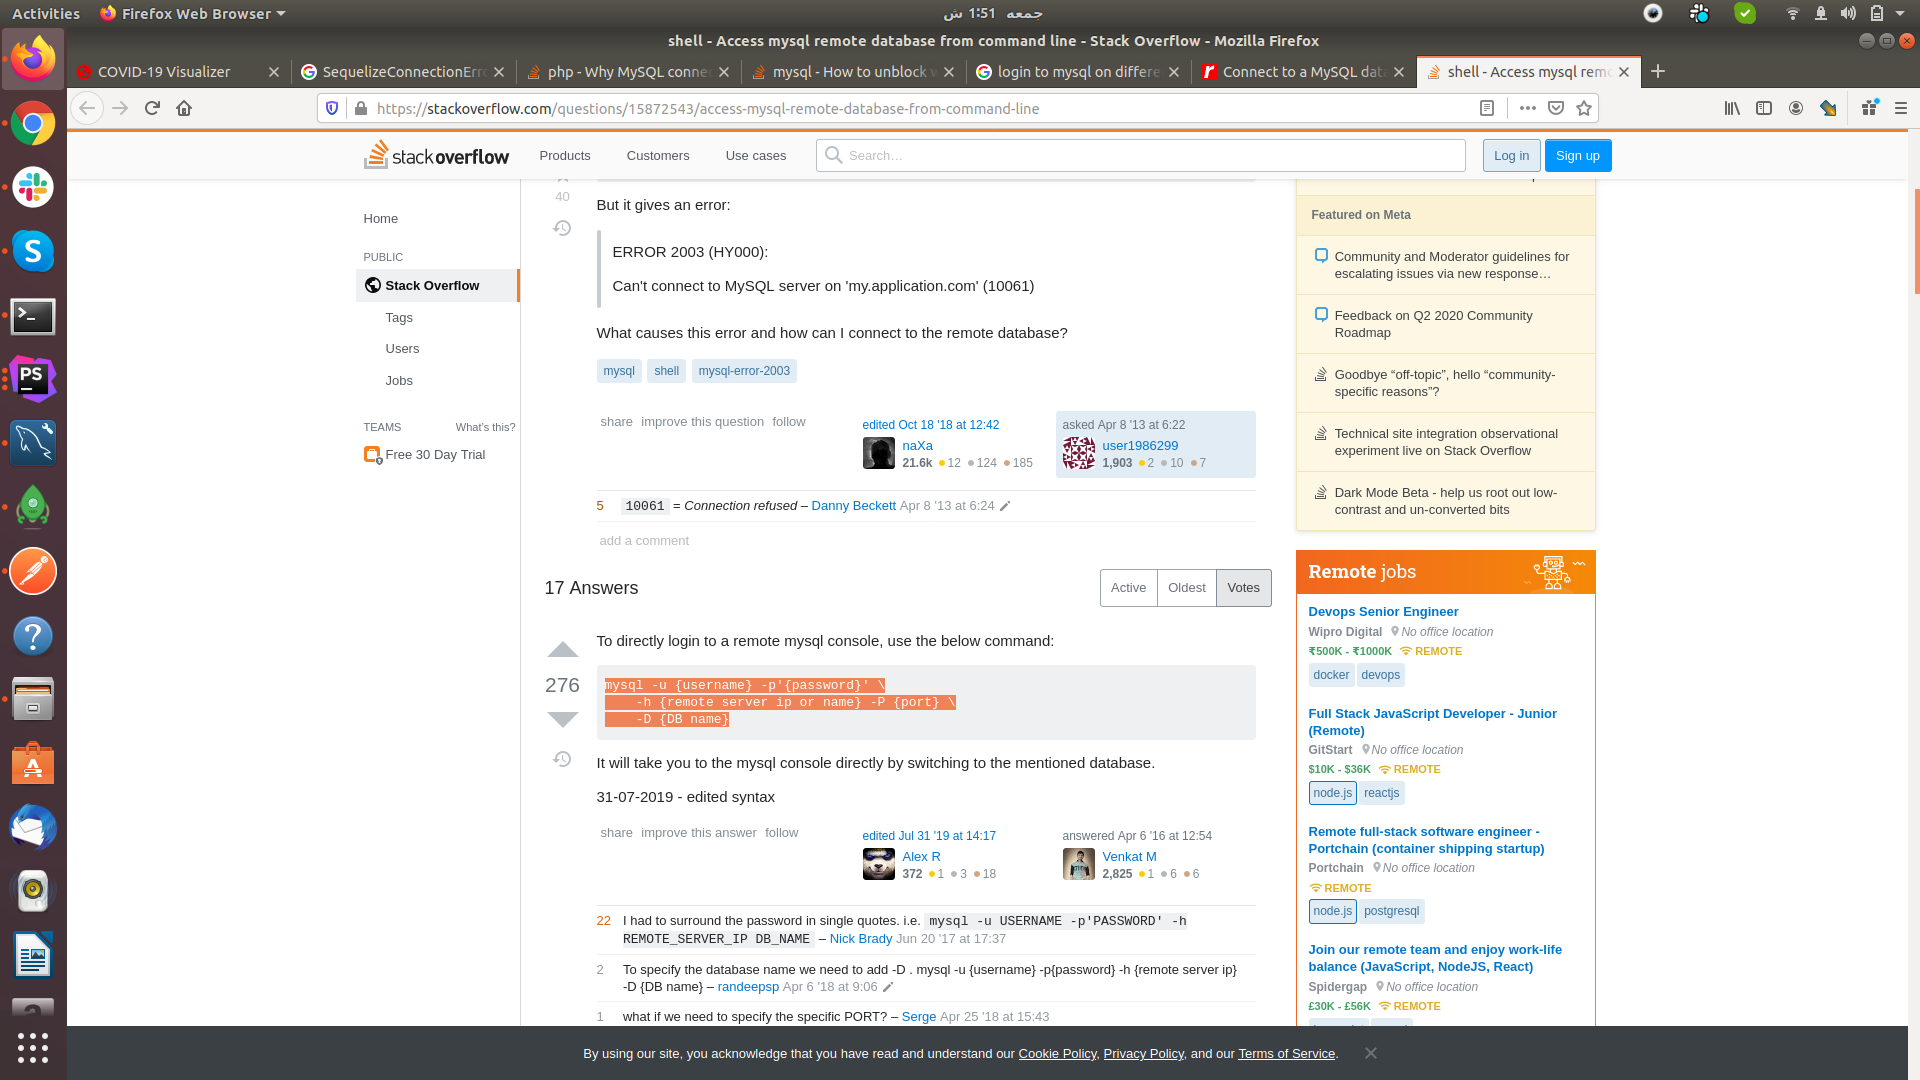 Activities
Firefox Web Browser
جمعه  1:51 ش
shell - Access mysql remote database from command line - Stack Overflow - Mozilla Firefox
COVID-19 Visualizer
SequelizeConnectionErro
php - Why MySQL connec
mysql - How to unblock w
login to mysql on differe
Connect to a MySQL data
shell - Access mysql remo
https://stackoverflow.com/questions/15872543/access-mysql-remote-database-from-command-line
stackoverflow
Products
Customers
Use cases
Search…
Log in
Sign up
Home
PUBLIC
Stack Overflow
Tags
Users
Jobs
TEAMS
What's this?
Free 30 Day Trial
40
But it gives an error:
ERROR 2003 (HY000):
Can't connect to MySQL server on 'my.application.com' (10061)
What causes this error and how can I connect to the remote database?
mysql shell mysql-error-2003
share improve this question follow
edited Oct 18 '18 at 12:42
naXa
21.6k 12 124 185
asked Apr 8 '13 at 6:22
user1986299
1,903 2 10 7
5 10061 = Connection refused – Danny Beckett Apr 8 '13 at 6:24
add a comment
17 Answers
Active Oldest Votes
276
To directly login to a remote mysql console, use the below command:
mysql -u {username} -p'{password}' \
    -h {remote server ip or name} -P {port} \
    -D {DB name}
It will take you to the mysql console directly by switching to the mentioned database.
31-07-2019 - edited syntax
share improve this answer follow
edited Jul 31 '19 at 14:17
Alex R
372 1 3 18
answered Apr 6 '16 at 12:54
Venkat M
2,825 1 6 6
22 I had to surround the password in single quotes. i.e. mysql -u USERNAME -p'PASSWORD' -h
REMOTE_SERVER_IP DB_NAME – Nick Brady Jun 20 '17 at 17:37
2 To specify the database name we need to add -D . mysql -u {username} -p{password} -h {remote server ip}
-D {DB name} – randeepsp Apr 6 '18 at 9:06
1 what if we need to specify the specific PORT? – Serge Apr 25 '18 at 15:43
Featured on Meta
Community and Moderator guidelines for
escalating issues via new response…
Feedback on Q2 2020 Community
Roadmap
Goodbye “off-topic”, hello “community-
specific reasons”?
Technical site integration observational
experiment live on Stack Overflow
Dark Mode Beta - help us root out low-
contrast and un-converted bits
Remote jobs
Devops Senior Engineer
Wipro Digital No office location
₹500K - ₹1000K REMOTE
docker devops
Full Stack JavaScript Developer - Junior
(Remote)
GitStart No office location
$10K - $36K REMOTE
node.js reactjs
Remote full-stack software engineer -
Portchain (container shipping startup)
Portchain No office location
REMOTE
node.js postgresql
Join our remote team and enjoy work-life
balance (JavaScript, NodeJS, React)
Spidergap No office location
£30K - £56K REMOTE
By using our site, you acknowledge that you have read and understand our Cookie Policy, Privacy Policy, and our Terms of Service.
PS